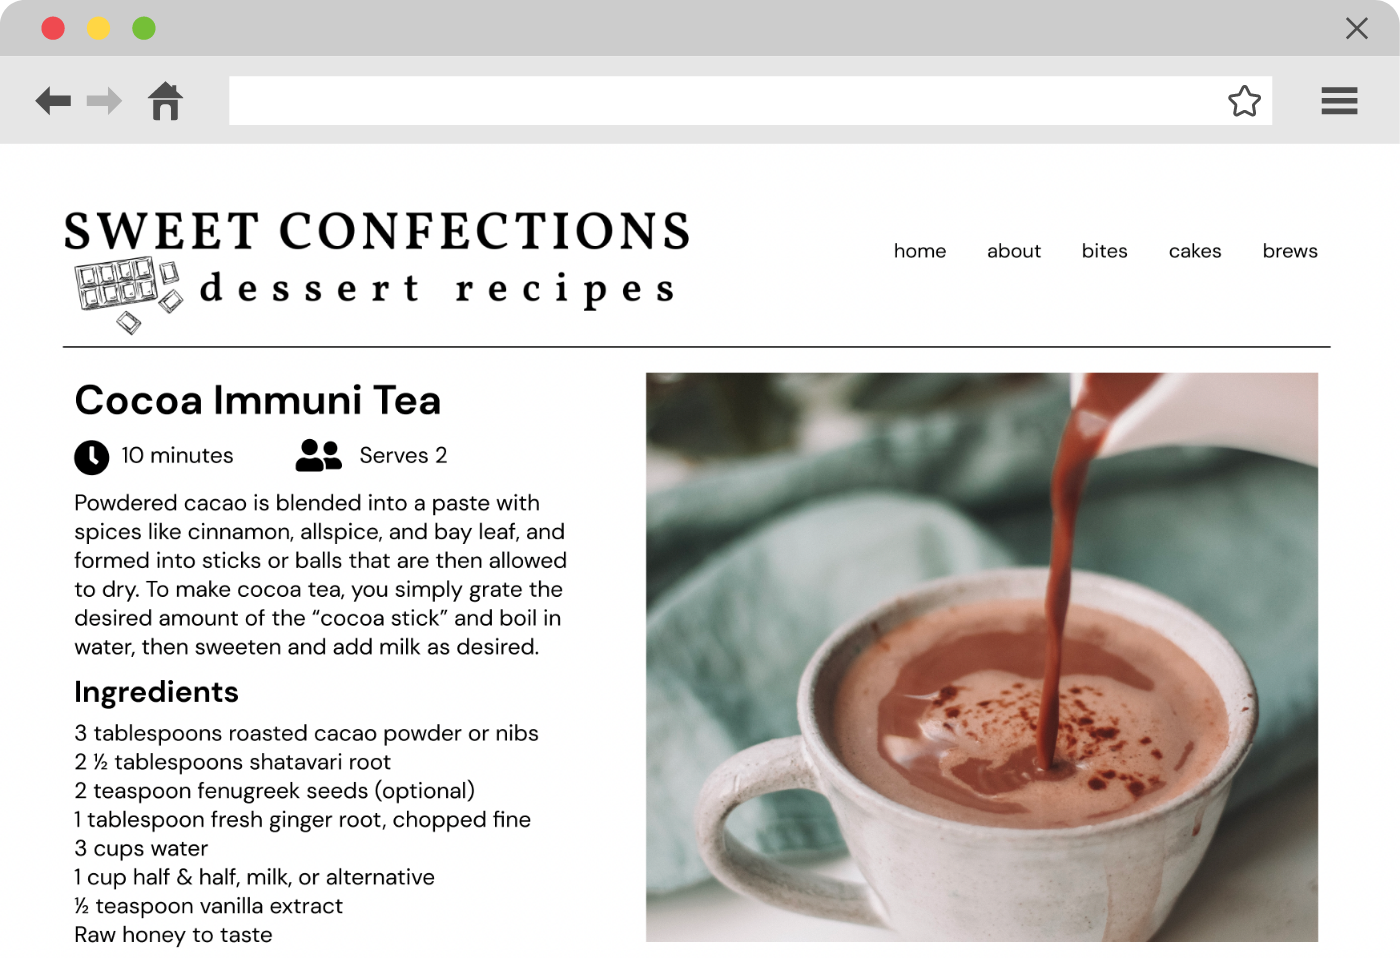 SWEET CONFECTIONS
dessert recipes
home about bites cakes brews
Cocoa Immuni Tea
10 minutes Serves 2
Powdered cacao is blended into a paste with
spices like cinnamon, allspice, and bay leaf, and
formed into sticks or balls that are then allowed
to dry. To make cocoa tea, you simply grate the
desired amount of the “cocoa stick” and boil in
water, then sweeten and add milk as desired.
Ingredients
3 tablespoons roasted cacao powder or nibs
2 ½ tablespoons shatavari root
2 teaspoon fenugreek seeds (optional)
1 tablespoon fresh ginger root, chopped fine
3 cups water
1 cup half & half, milk, or alternative
½ teaspoon vanilla extract
Raw honey to taste